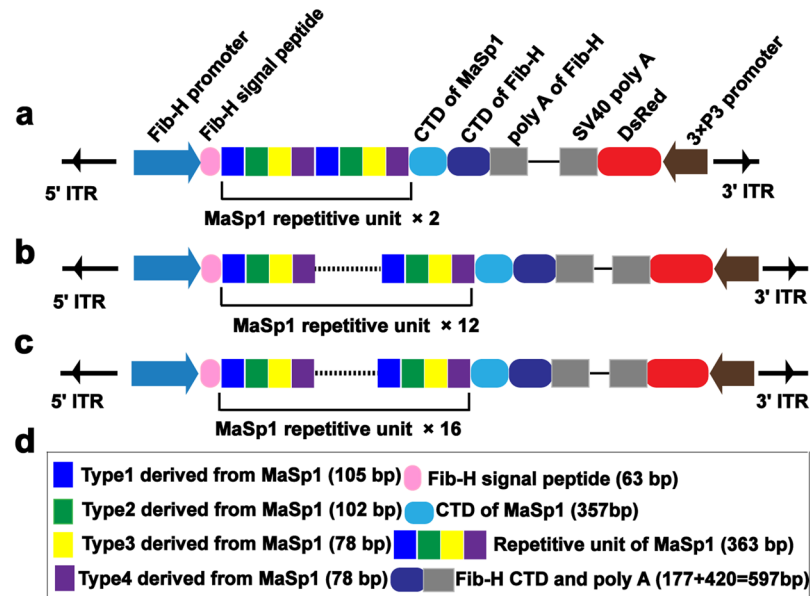 a
Fib-H promoter
Fib-H signal peptide
CTD of MaSp1
CTD of Fib-H
poly A of Fib-H
SV40 poly A
DsRed
3×P3 promoter
5' ITR
3' ITR
MaSp1 repetitive unit × 2
b
5' ITR
3' ITR
MaSp1 repetitive unit × 12
c
5' ITR
3' ITR
MaSp1 repetitive unit × 16
d
Type1 derived from MaSp1 (105 bp)
Fib-H signal peptide (63 bp)
Type2 derived from MaSp1 (102 bp)
CTD of MaSp1 (357bp)
Type3 derived from MaSp1 (78 bp)
Repetitive unit of MaSp1 (363 bp)
Type4 derived from MaSp1 (78 bp)
Fib-H CTD and poly A (177+420=597bp)